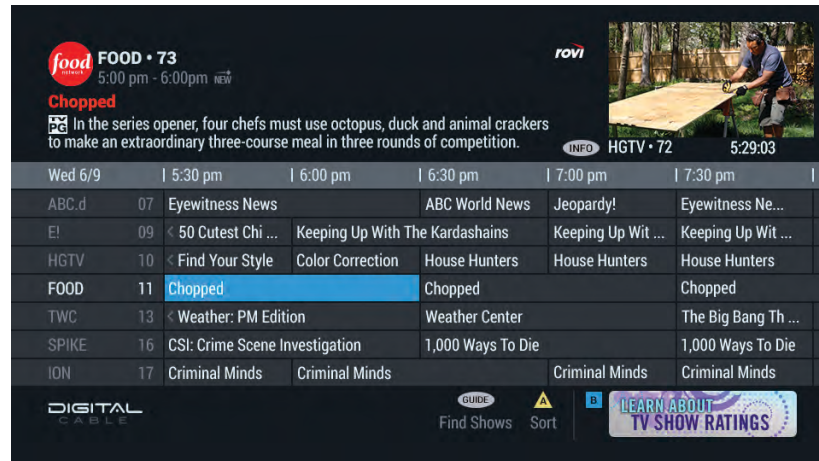 food
network
FOOD • 73
5:00 pm - 6:00pm NEW
rovi
Chopped
TV PG In the series opener, four chefs must use octopus, duck and animal crackers
to make an extraordinary three-course meal in three rounds of competition.
INFO HGTV • 72 5:29:03
Wed 6/9 5:30 pm 6:00 pm 6:30 pm 7:00 pm 7:30 pm
ABC.d 07 Eyewitness News ABC World News Jeopardy! Eyewitness Ne...
E! 09 < 50 Cutest Chi ... Keeping Up With The Kardashains Keeping Up Wit ... Keeping Up Wit ...
HGTV 10 < Find Your Style Color Correction House Hunters House Hunters House Hunters
FOOD 11 Chopped Chopped Chopped
TWC 13 < Weather: PM Edition Weather Center The Big Bang Th ...
SPIKE 16 CSI: Crime Scene Investigation 1,000 Ways To Die 1,000 Ways To Die
ION 17 Criminal Minds Criminal Minds Criminal Minds Criminal Minds
DIGITAL
CABLE
GUIDE A B
Find Shows Sort
LEARN ABOUT
TV SHOW RATINGS